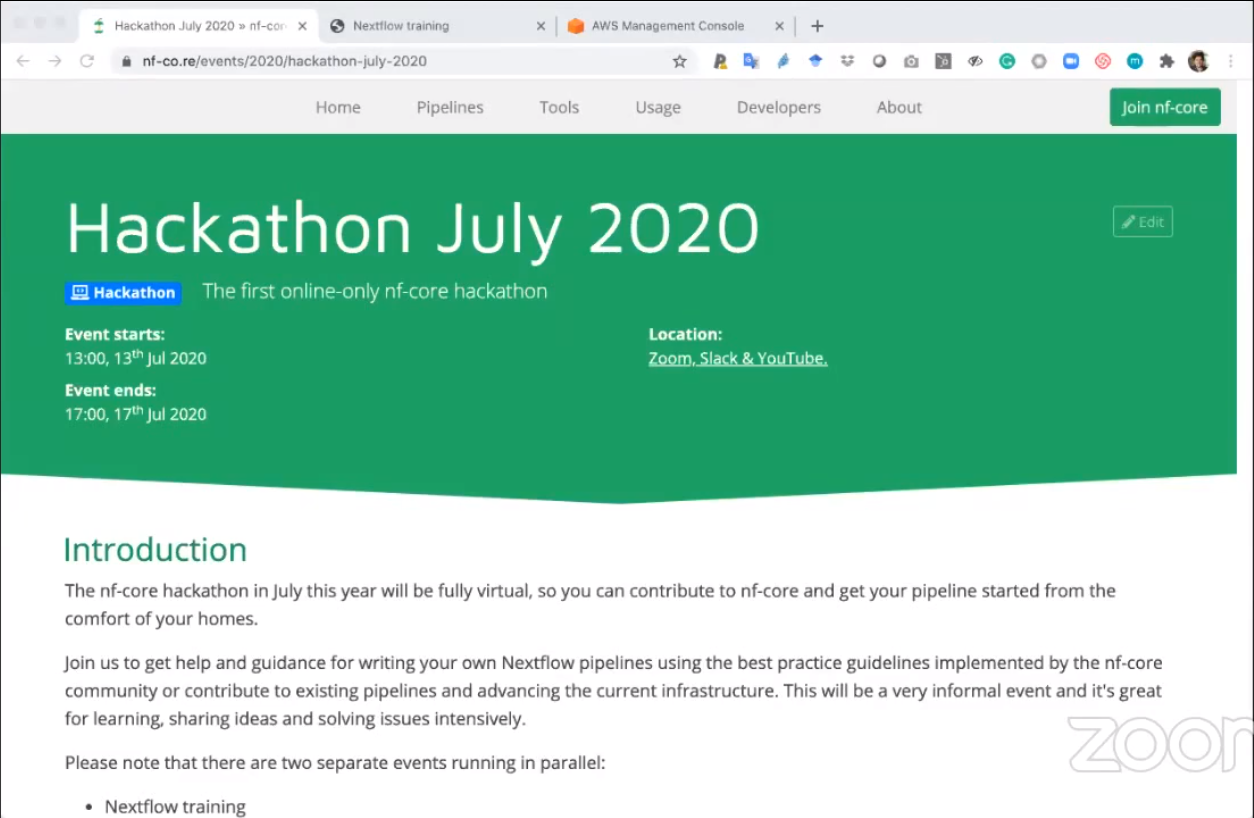 Hackathon July 2020 » nf-cor
Nextflow training
AWS Management Console
nf-co.re/events/2020/hackathon-july-2020
Home
Pipelines
Tools
Usage
Developers
About
Join nf-core
Hackathon July 2020
Edit
Hackathon
The first online-only nf-core hackathon
Event starts:
13:00, 13th Jul 2020
Event ends:
17:00, 17th Jul 2020
Location:
Zoom, Slack & YouTube.
Introduction
The nf-core hackathon in July this year will be fully virtual, so you can contribute to nf-core and get your pipeline started from the
comfort of your homes.
Join us to get help and guidance for writing your own Nextflow pipelines using the best practice guidelines implemented by the nf-core
community or contribute to existing pipelines and advancing the current infrastructure. This will be a very informal event and it's great
for learning, sharing ideas and solving issues intensively.
zoom
Please note that there are two separate events running in parallel:
• Nextflow training